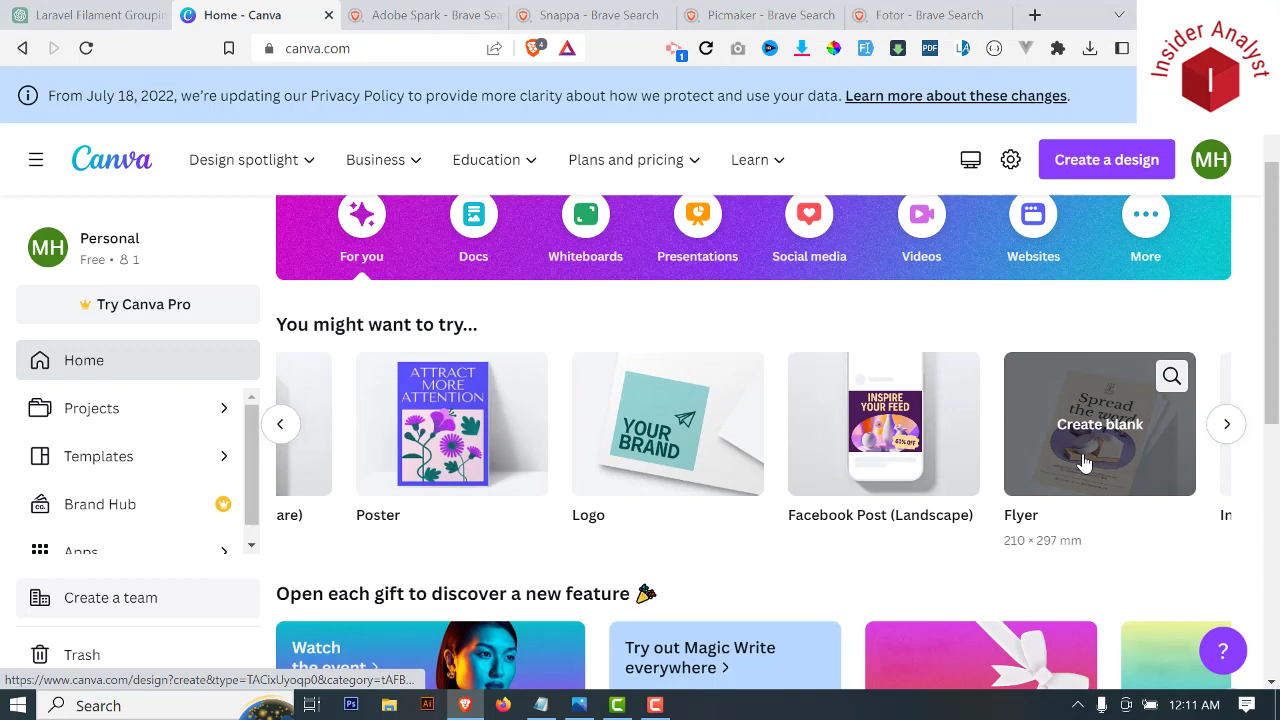 Laravel Filament Groupin
Home - Canva
Adobe Spark - Brave Sea
Snappa - Brave Search
Picmaker - Brave Search
Fotor - Brave Search
canva.com
4
1
PDF
Insider Analyst
I
From July 18, 2022, we're updating our Privacy Policy to provide more clarity about how we protect and use your data. Learn more about these changes.
Canva
Design spotlight
Business
Education
Plans and pricing
Learn
Create a design
MH
MH
Personal
Free • 1
Try Canva Pro
Home
Projects
Templates
Brand Hub
Apps
Create a team
Trash
For you
Docs
Whiteboards
Presentations
Social media
Videos
Websites
More
You might want to try...
ATTRACT
MORE
ATTENTION
YOUR
BRAND
INSPIRE
YOUR FEED
Spread
the word
Create blank
are)
Poster
Logo
Facebook Post (Landscape)
Flyer
In
210 × 297 mm
Open each gift to discover a new feature
Watch
the event >
Try out Magic Write
everywhere >
?
https://www.canva.com/design?create&type=TACixUyoqp0&category=tAFB...
Search
Ps
Ai
12:11 AM